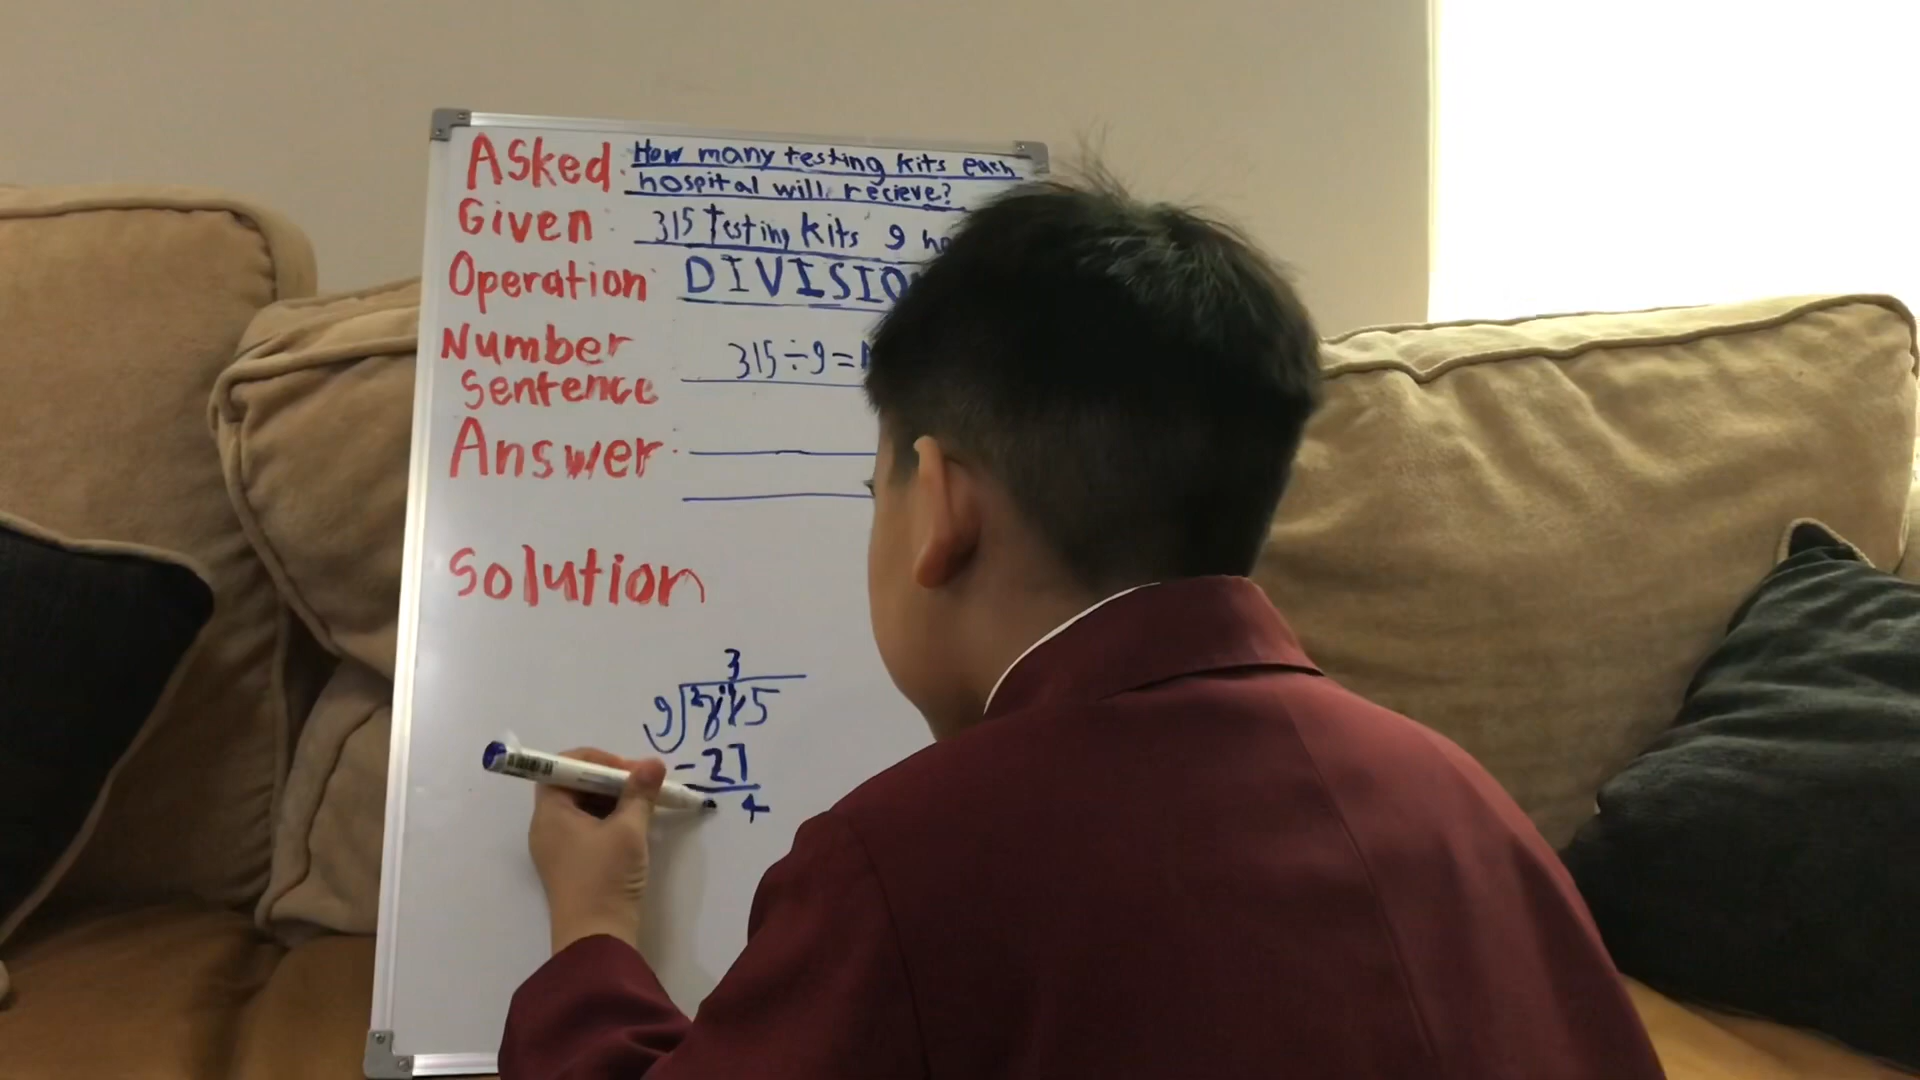 Asked: How many testing kits each
hospital will recieve?
Given: 315 Testing kits 9
Operation: DIVISIO
Number
Sentence
315÷9=
Answer:
Solution
3
9 315
-27
4